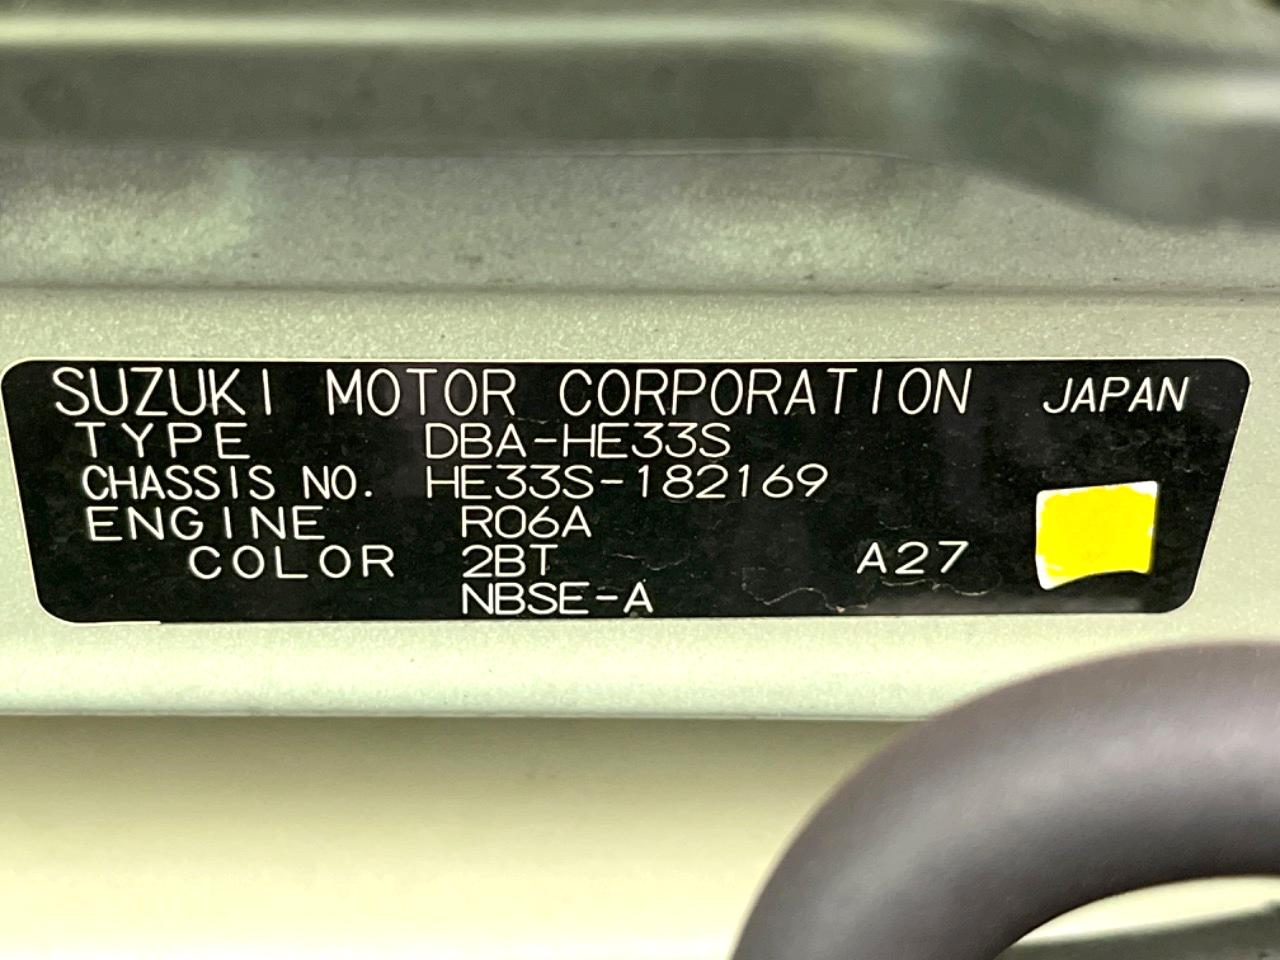 SUZUKI MOTOR CORPORATION JAPAN
TYPE DBA-HE33S
CHASSIS NO. HE33S-182169
ENGINE R06A
COLOR 2BT A27
NBSE-A